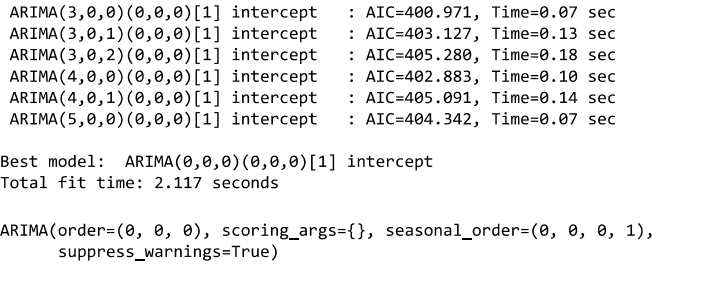 ARIMA(3,0,0)(0,0,0)[1] intercept   : AIC=400.971, Time=0.07 sec
ARIMA(3,0,1)(0,0,0)[1] intercept   : AIC=403.127, Time=0.13 sec
ARIMA(3,0,2)(0,0,0)[1] intercept   : AIC=405.280, Time=0.18 sec
ARIMA(4,0,0)(0,0,0)[1] intercept   : AIC=402.883, Time=0.10 sec
ARIMA(4,0,1)(0,0,0)[1] intercept   : AIC=405.091, Time=0.14 sec
ARIMA(5,0,0)(0,0,0)[1] intercept   : AIC=404.342, Time=0.07 sec
Best model:  ARIMA(0,0,0)(0,0,0)[1] intercept
Total fit time: 2.117 seconds
ARIMA(order=(0, 0, 0), scoring_args={}, seasonal_order=(0, 0, 0, 1),
suppress_warnings=True)